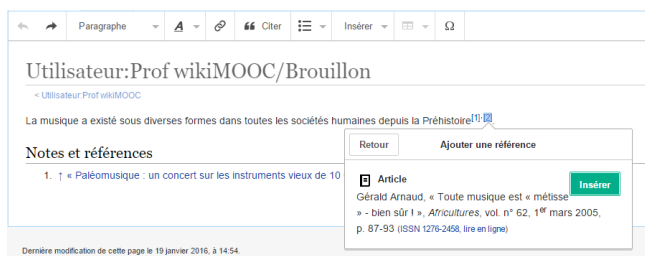 Paragraphe A Citer Insérer Ω
Utilisateur:Prof wikiMOOC/Brouillon
< Utilisateur:Prof wikiMOOC
La musique a existé sous diverses formes dans toutes les sociétés humaines depuis la Préhistoire[1],[2]
Retour Ajouter une référence
Notes et références
1. ↑ « Paléomusique : un concert sur les instruments vieux de 10
Article
Insérer
Gérald Arnaud, « Toute musique est « métisse
» - bien sûr ! », Africultures, vol. n° 62, 1er mars 2005,
p. 87-93 (ISSN 1276-2458, lire en ligne)
Dernière modification de cette page le 19 janvier 2016, à 14:54.